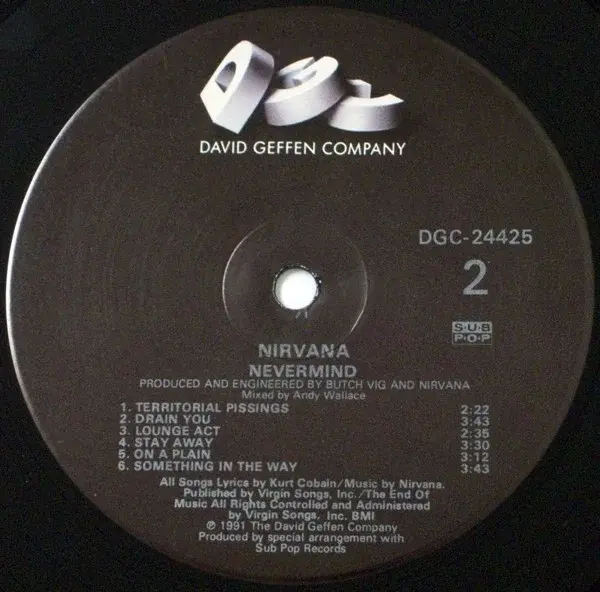 DGC
DAVID GEFFEN COMPANY
DGC-24425
2
SUB
POP
NIRVANA
NEVERMIND
PRODUCED AND ENGINEERED BY BUTCH VIG AND NIRVANA
Mixed by Andy Wallace
1. TERRITORIAL PISSINGS 2:22
2. DRAIN YOU 3:43
3. LOUNGE ACT 2:35
4. STAY AWAY 3:30
5. ON A PLAIN 3:12
6. SOMETHING IN THE WAY 3:43
All Songs Lyrics by Kurt Cobain/Music by Nirvana.
Published by Virgin Songs, Inc./The End Of
Music All Rights Controlled and Administered
by Virgin Songs, Inc. BMI
℗ 1991 The David Geffen Company
Produced by special arrangement with
Sub Pop Records